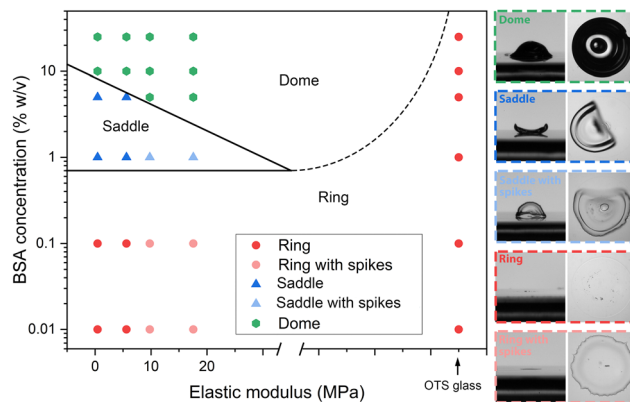 BSA concentration (% w/v)
10
1
0.1
0.01
Dome
Saddle
Ring
Ring
Ring with spikes
Saddle
Saddle with spikes
Dome
0
10
20
Elastic modulus (MPa)
OTS glass
Dome
Saddle
Saddle with
spikes
Ring
Ring with
spikes